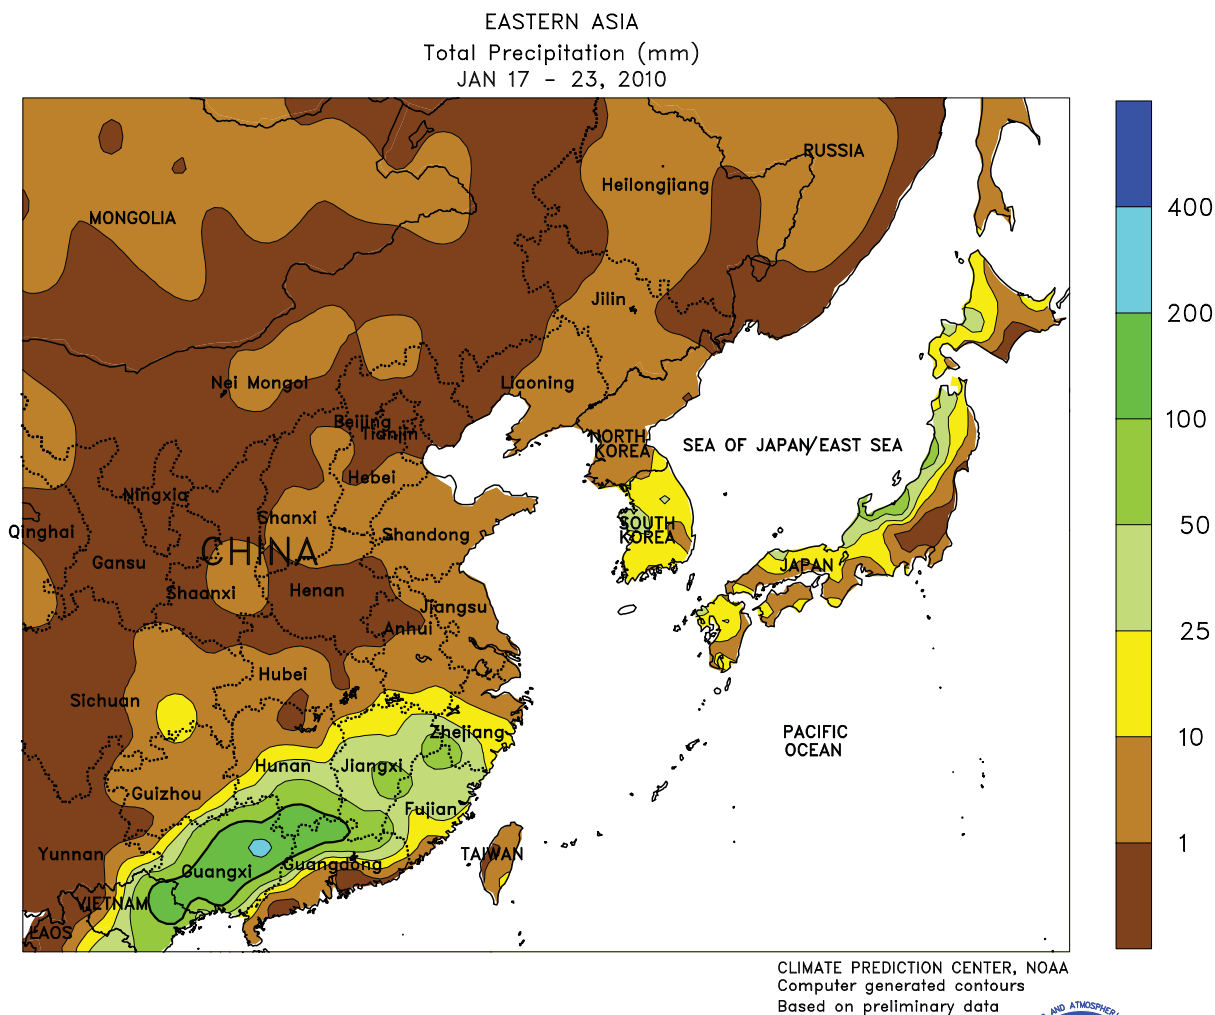 EASTERN ASIA
Total Precipitation (mm)
JAN 17 - 23, 2010
RUSSIA
Heilongjiang
MONGOLIA
400
Jilin
200
Nei Mongol
Liaoning
Beijing
Tianjin
100
NORTH
KOREA
SEA OF JAPAN/EAST SEA
Hebei
Ningxia
Shanxi
50
SOUTH
KOREA
Qinghai
Shandong
CHINA
Gansu
JAPAN
Shaanxi
Henan
Jiangsu
Anhui
25
Hubei
Sichuan
Zhejiang
PACIFIC
OCEAN
10
Hunan
Jiangxi
Guizhou
Fujian
1
Yunnan
TAIWAN
Guangxi
Guangdong
VIETNAM
LAOS
CLIMATE PREDICTION CENTER, NOAA
Computer generated contours
Based on preliminary data
AND ATMOSPHERI